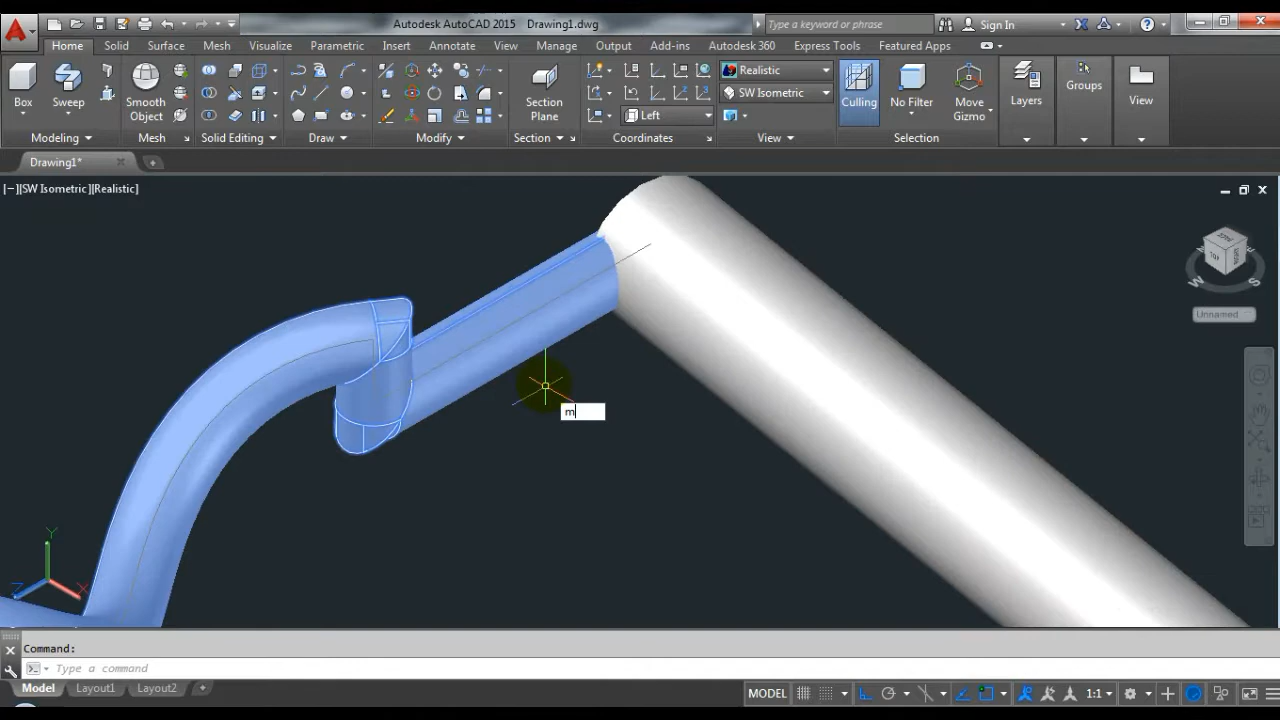 Autodesk AutoCAD 2015 Drawing1.dwg
Type a keyword or phrase
Sign In
Home Solid Surface Mesh Visualize Parametric Insert Annotate View Manage Output Add-ins Autodesk 360 Express Tools Featured Apps
Realistic
SW Isometric
Left
Box Sweep Smooth Object Section Plane Culling No Filter Move Gizmo Layers Groups View
Modeling Mesh Solid Editing Draw Modify Section Coordinates View Selection
Drawing1*
[−][SW Isometric][Realistic]
W S
Unnamed
m
Y
Z X
Command:
Type a command
Model Layout1 Layout2
MODEL 1:1